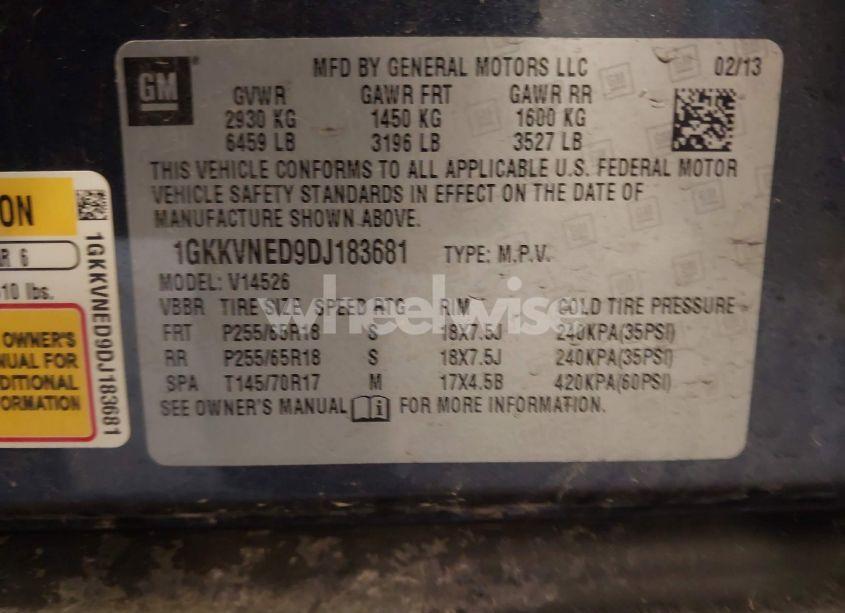 GM
MFD BY GENERAL MOTORS LLC 02/13
GVWR GAWR FRT GAWR RR
2930 KG 1450 KG 1600 KG
6459 LB 3196 LB 3527 LB
THIS VEHICLE CONFORMS TO ALL APPLICABLE U.S. FEDERAL MOTOR
VEHICLE SAFETY STANDARDS IN EFFECT ON THE DATE OF
MANUFACTURE SHOWN ABOVE.
1GKKVNED9DJ183681 TYPE: M.P.V.
MODEL: V14526
VBBR TIRE SIZE SPEED RTG RIM COLD TIRE PRESSURE
FRT P255/65R18 S 18X7.5J 240KPA(35PSI)
RR P255/65R18 S 18X7.5J 240KPA(35PSI)
SPA T145/70R17 M 17X4.5B 420KPA(60PSI)
SEE OWNER'S MANUAL FOR MORE INFORMATION.
wheelwise
ON
R 6
10 lbs.
OWNER'S
NUAL FOR
DITIONAL
ORMATION
1GKKVNED9DJ183681